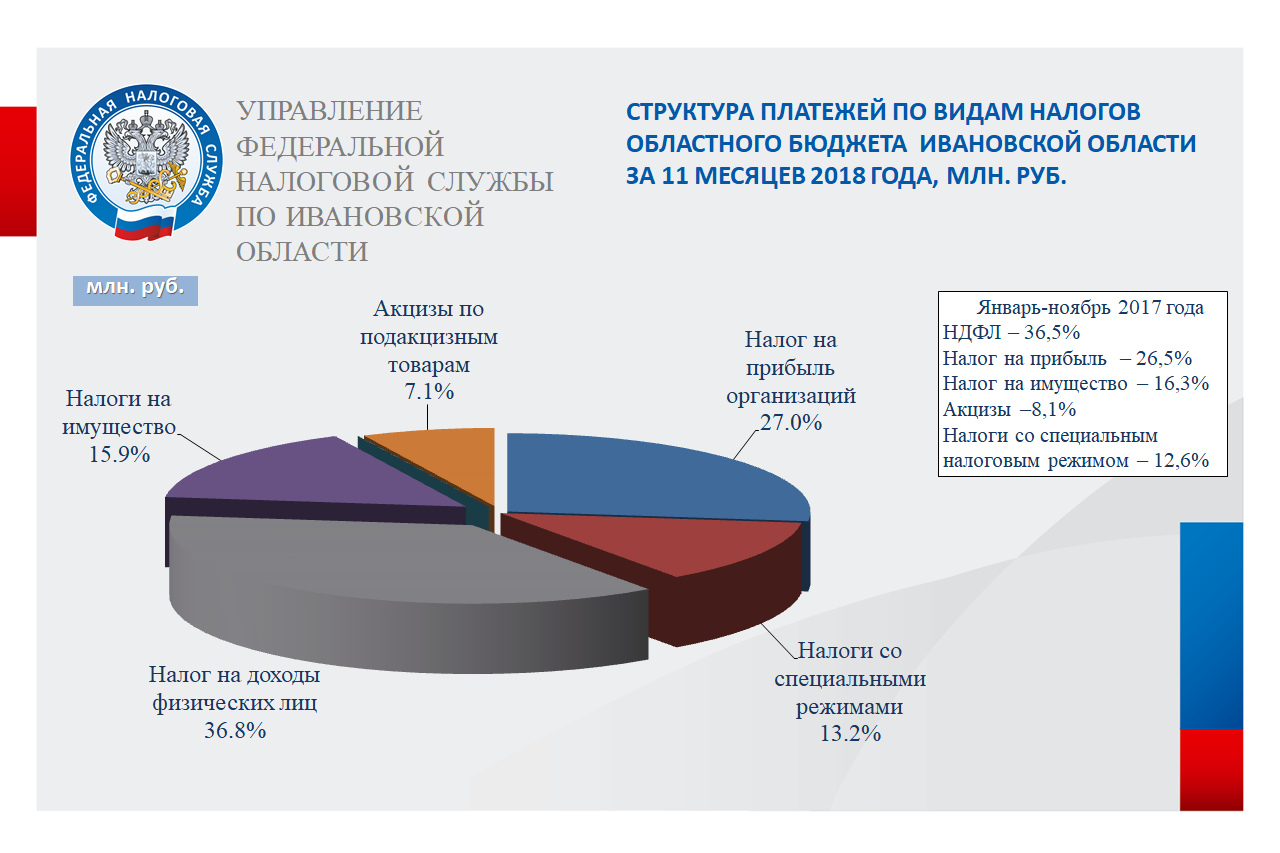 ФЕДЕРАЛЬНАЯ НАЛОГОВАЯ СЛУЖБА
УПРАВЛЕНИЕ
ФЕДЕРАЛЬНОЙ
НАЛОГОВОЙ СЛУЖБЫ
ПО ИВАНОВСКОЙ
ОБЛАСТИ
СТРУКТУРА ПЛАТЕЖЕЙ ПО ВИДАМ НАЛОГОВ
ОБЛАСТНОГО БЮДЖЕТА ИВАНОВСКОЙ ОБЛАСТИ
ЗА 11 МЕСЯЦЕВ 2018 ГОДА, МЛН. РУБ.
млн. руб.
Акцизы по
подакцизным
товарам
7.1%
Налог на
прибыль
организаций
27.0%
Налоги на
имущество
15.9%
Январь-ноябрь 2017 года
НДФЛ – 36,5%
Налог на прибыль – 26,5%
Налог на имущество – 16,3%
Акцизы –8,1%
Налоги со специальным
налоговым режимом – 12,6%
Налог на доходы
физических лиц
36.8%
Налоги со
специальными
режимами
13.2%